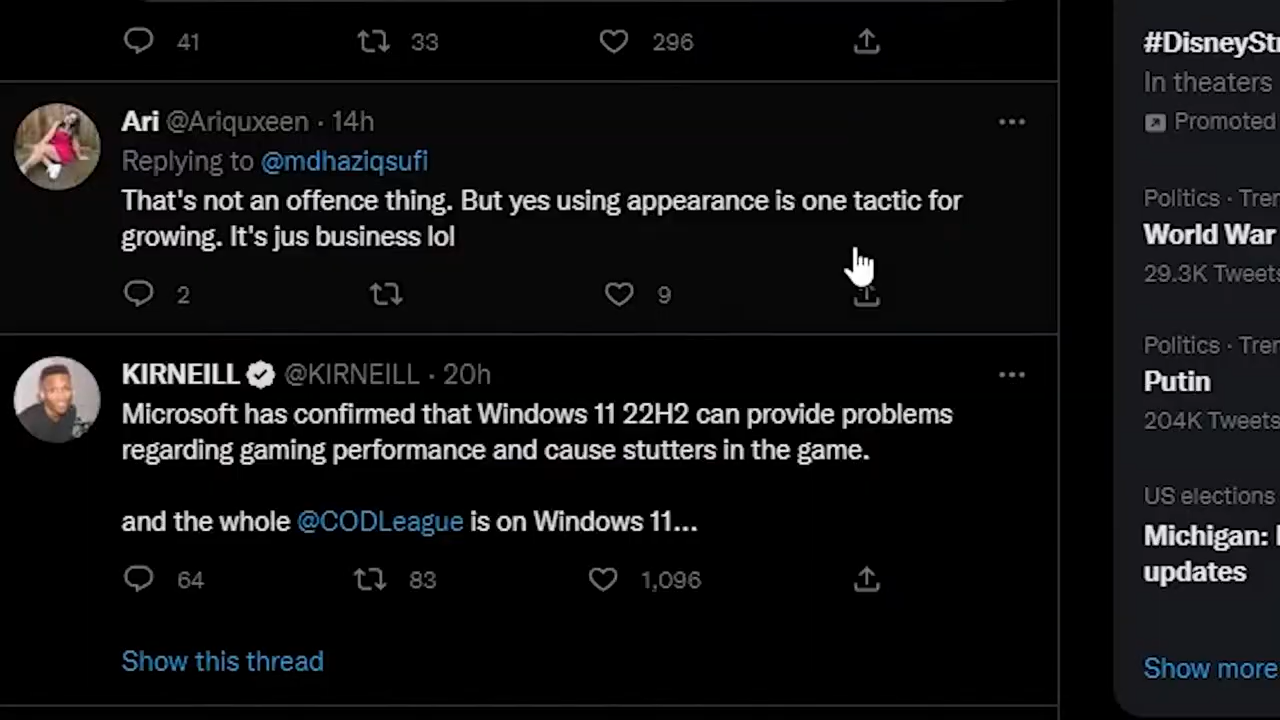 41 33 296
Ari @Ariquxeen · 14h
Replying to @mdhaziqsufi
That's not an offence thing. But yes using appearance is one tactic for
growing. It's jus business lol
2 9
KIRNEILL @KIRNEILL · 20h
Microsoft has confirmed that Windows 11 22H2 can provide problems
regarding gaming performance and cause stutters in the game.
and the whole @CODLeague is on Windows 11...
64 83 1,096
Show this thread
#DisneyStr
In theaters
Promoted
Politics · Tren
World War
29.3K Tweets
Politics · Tren
Putin
204K Tweets
US elections
Michigan:
updates
Show more